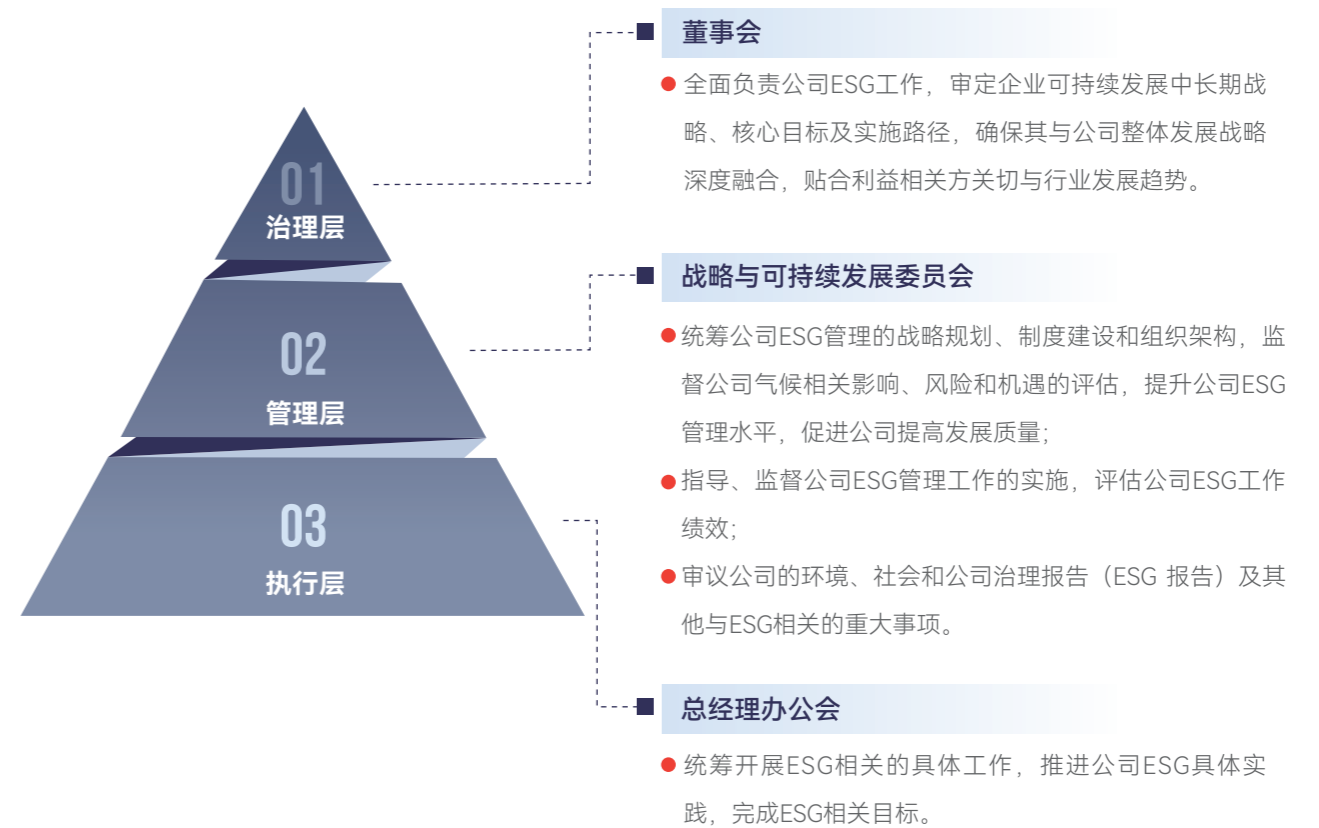 01
治理层
02
管理层
03
执行层
董事会
全面负责公司ESG工作，审定企业可持续发展中长期战
略、核心目标及实施路径，确保其与公司整体发展战略
深度融合，贴合利益相关方关切与行业发展趋势。
战略与可持续发展委员会
统筹公司ESG管理的战略规划、制度建设和组织架构，监
督公司气候相关影响、风险和机遇的评估，提升公司ESG
管理水平，促进公司提高发展质量；
指导、监督公司ESG管理工作的实施，评估公司ESG工作
绩效；
审议公司的环境、社会和公司治理报告（ESG 报告）及其
他与ESG相关的重大事项。
总经理办公会
统筹开展ESG相关的具体工作，推进公司ESG具体实
践，完成ESG相关目标。